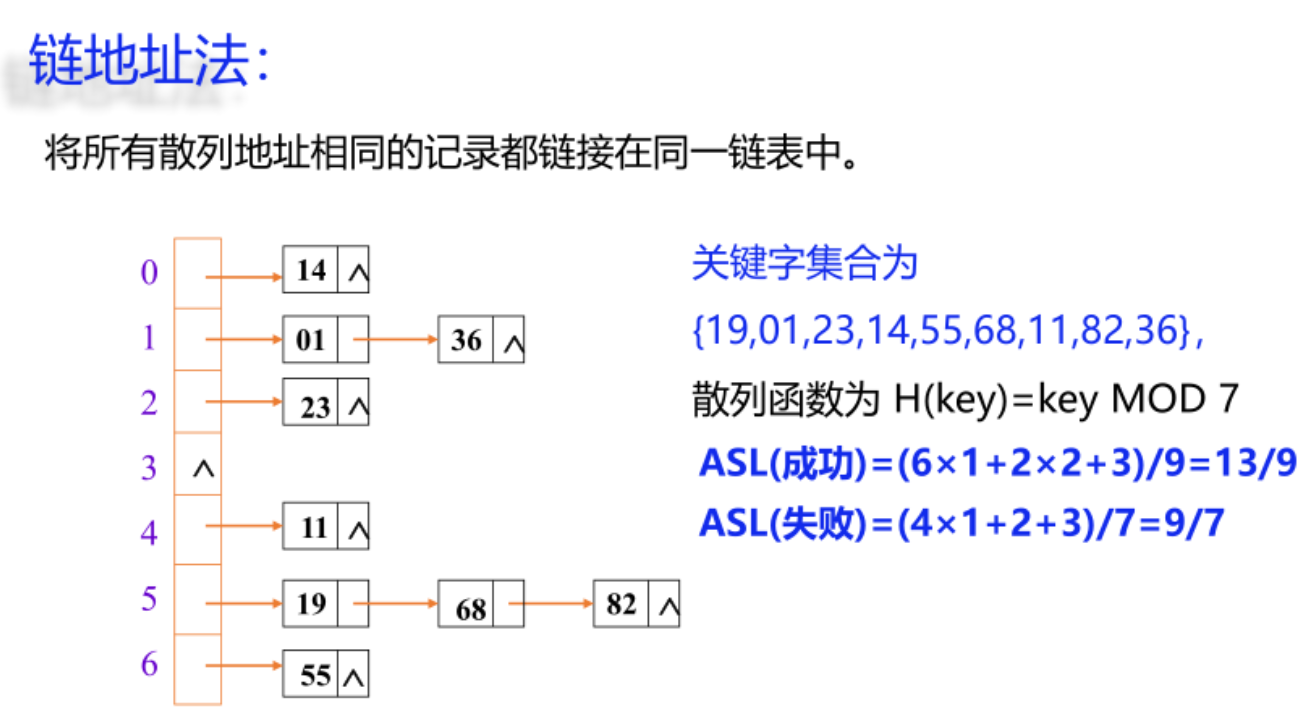 链地址法：
将所有散列地址相同的记录都链接在同一链表中。
关键字集合为
{19,01,23,14,55,68,11,82,36}，
散列函数为 H(key)=key MOD 7
ASL(成功)=(6×1+2×2+3)/9=13/9
ASL(失败)=(4×1+2+3)/7=9/7
0 14 ∧
1 01 36 ∧
2 23 ∧
3 ∧
4 11 ∧
5 19 68 82 ∧
6 55 ∧